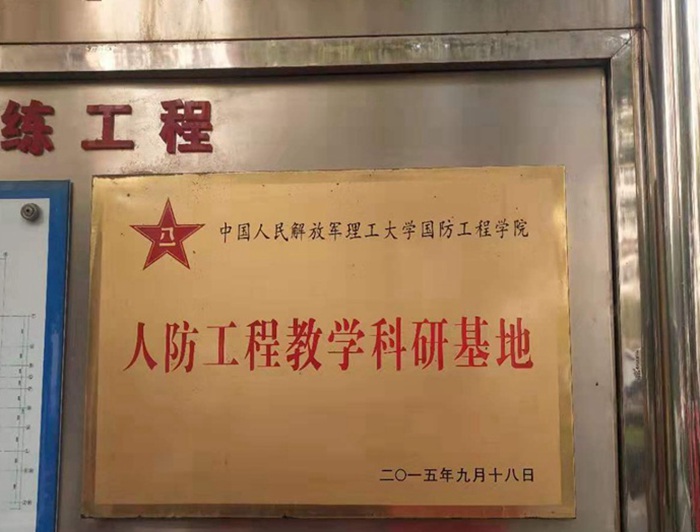 练工程
八一
中国人民解放军理工大学国防工程学院
人防工程教学科研基地
二〇一五年九月十八日